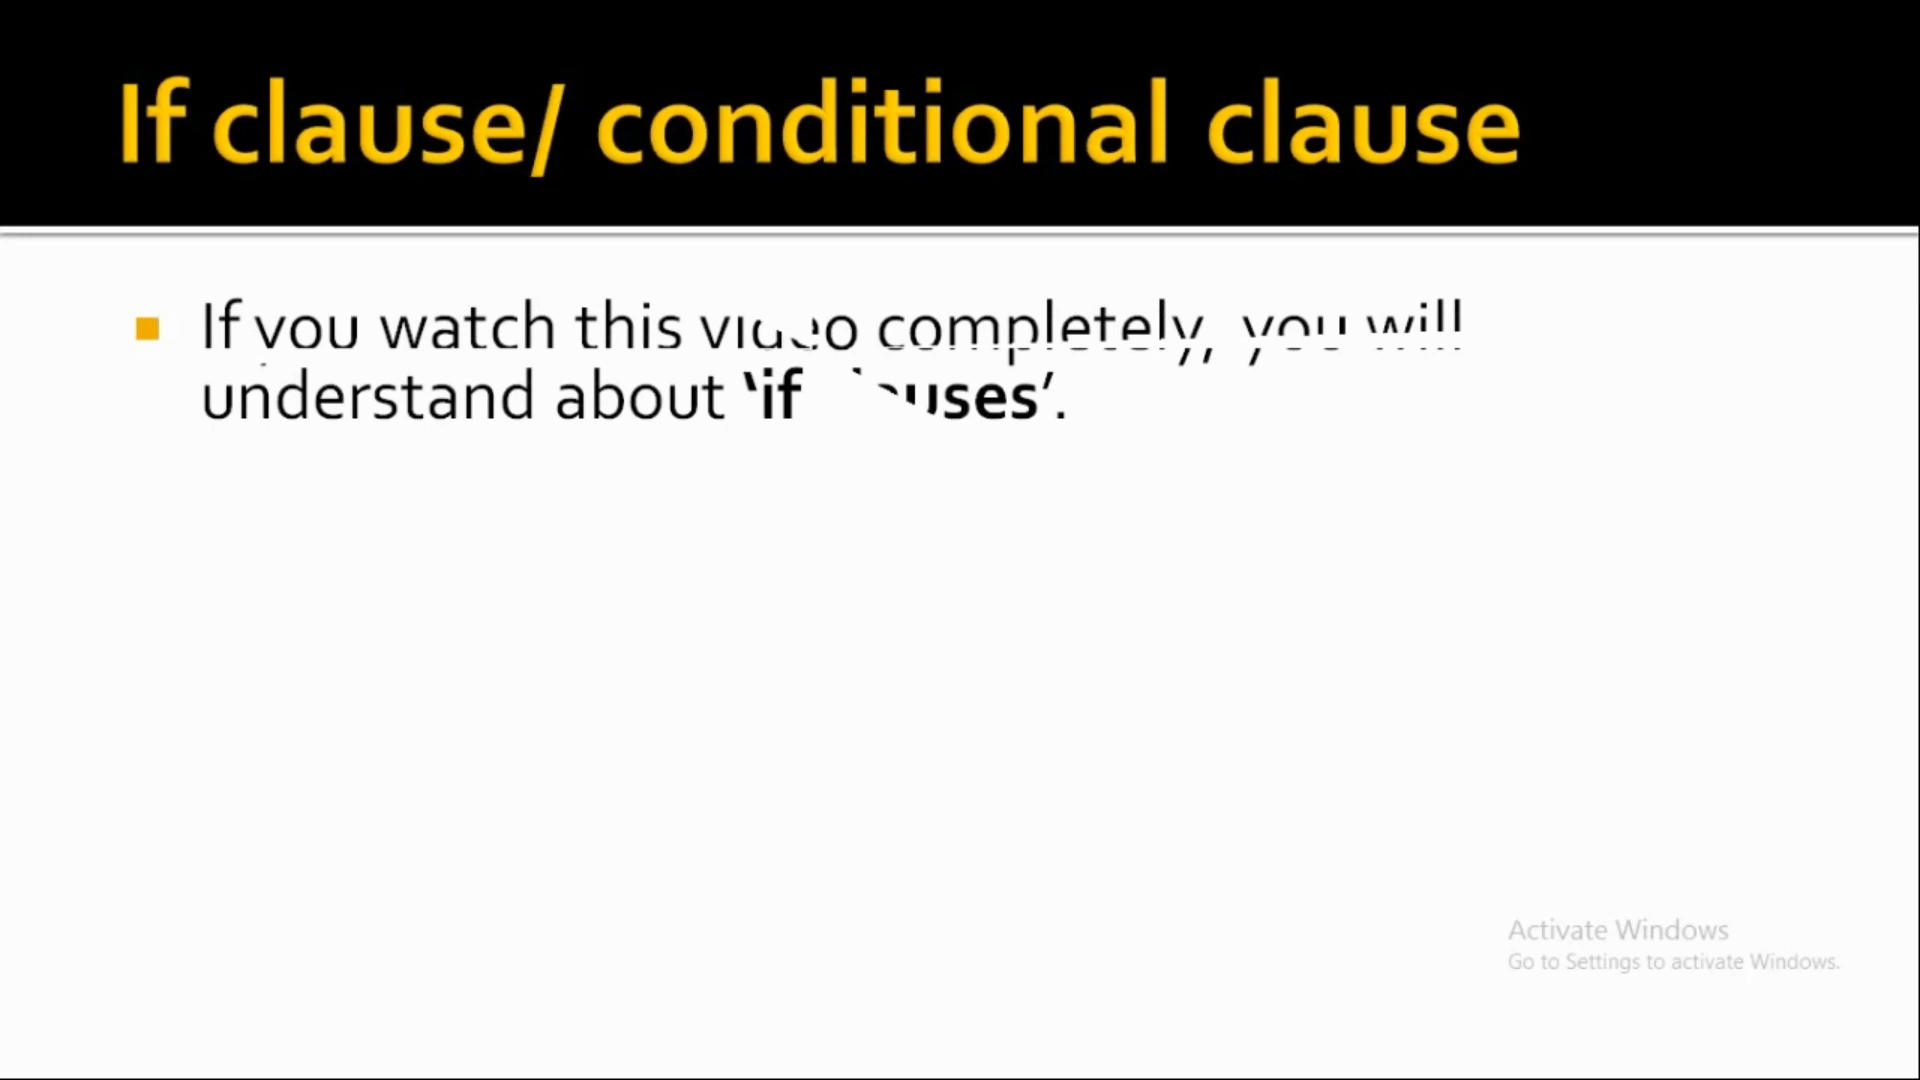 If clause/ conditional clause
If you watch this video completely, you will
understand about ‘if clauses’.
Activate Windows
Go to Settings to activate Windows.